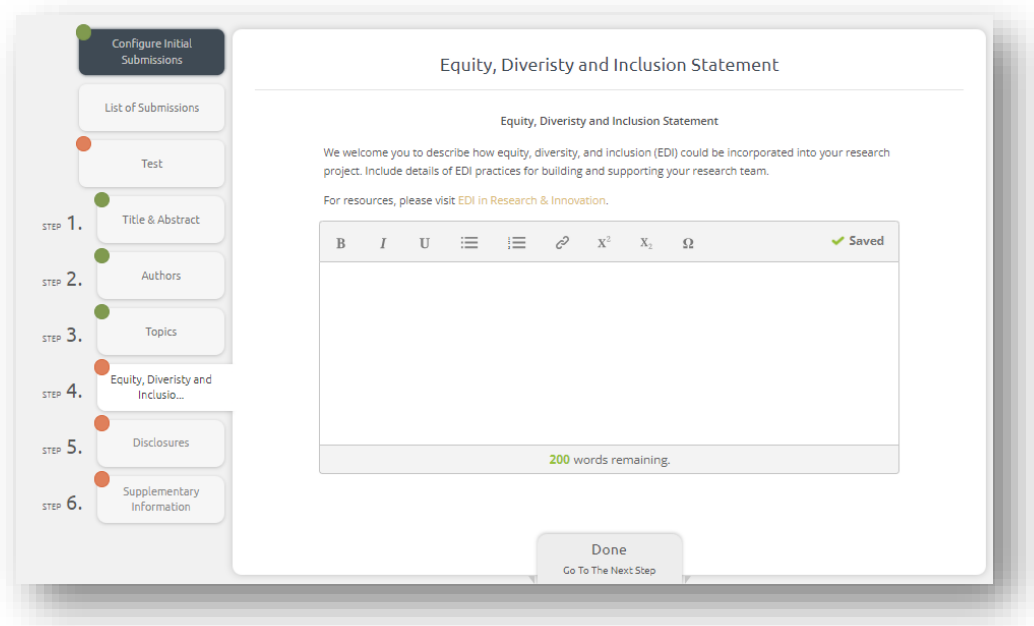 Configure Initial
Submissions
List of Submissions
Test
STEP 1.
Title & Abstract
STEP 2.
Authors
STEP 3.
Topics
STEP 4.
Equity, Diveristy and
Inclusio...
STEP 5.
Disclosures
STEP 6.
Supplementary
Information
Equity, Diveristy and Inclusion Statement
Equity, Diveristy and Inclusion Statement
We welcome you to describe how equity, diversity, and inclusion (EDI) could be incorporated into your research
project. Include details of EDI practices for building and supporting your research team.
For resources, please visit EDI in Research & Innovation.
B I U X² X₂ Ω Saved
200 words remaining.
Done
Go To The Next Step